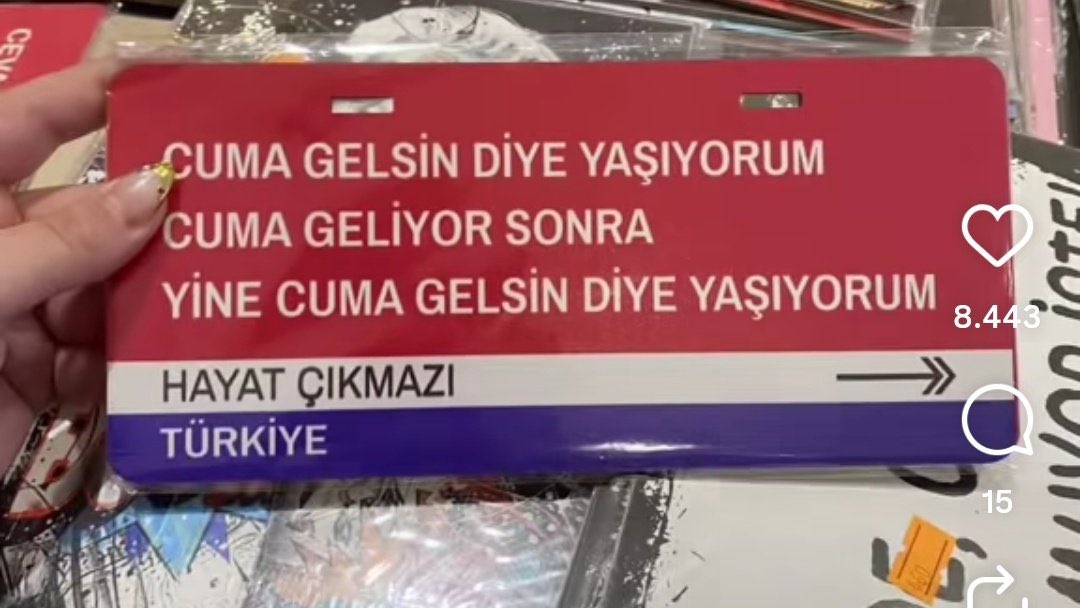 CUMA GELSİN DİYE YAŞIYORUM
CUMA GELİYOR SONRA
YİNE CUMA GELSİN DİYE YAŞIYORUM
HAYAT ÇIKMAZI
TÜRKİYE
8.443
15